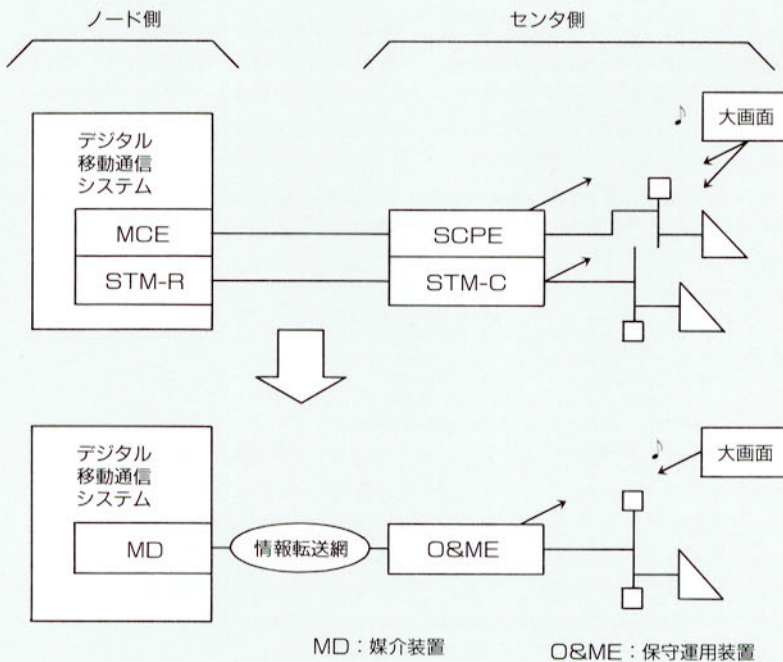 ノード側
センタ側
♪
大画面
デジタル
移動通信
システム
MCE
SCPE
STM-R
STM-C
デジタル
移動通信
システム
♪
大画面
MD
情報転送網
O&ME
MD：媒介装置
O&ME：保守運用装置